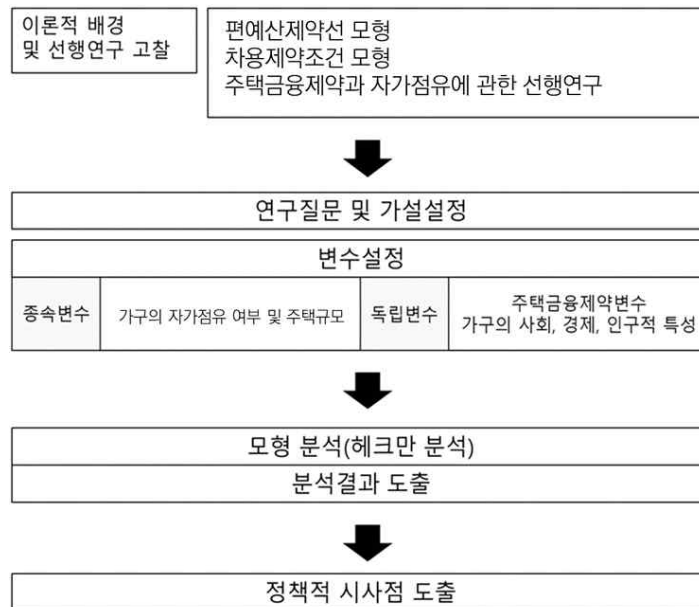 이론적 배경
및 선행연구 고찰
편예산제약선 모형
차용제약조건 모형
주택금융제약과 자가점유에 관한 선행연구
연구질문 및 가설설정
변수설정
종속변수
가구의 자가점유 여부 및 주택규모
독립변수
주택금융제약변수
가구의 사회, 경제, 인구적 특성
모형 분석(헤크만 분석)
분석결과 도출
정책적 시사점 도출